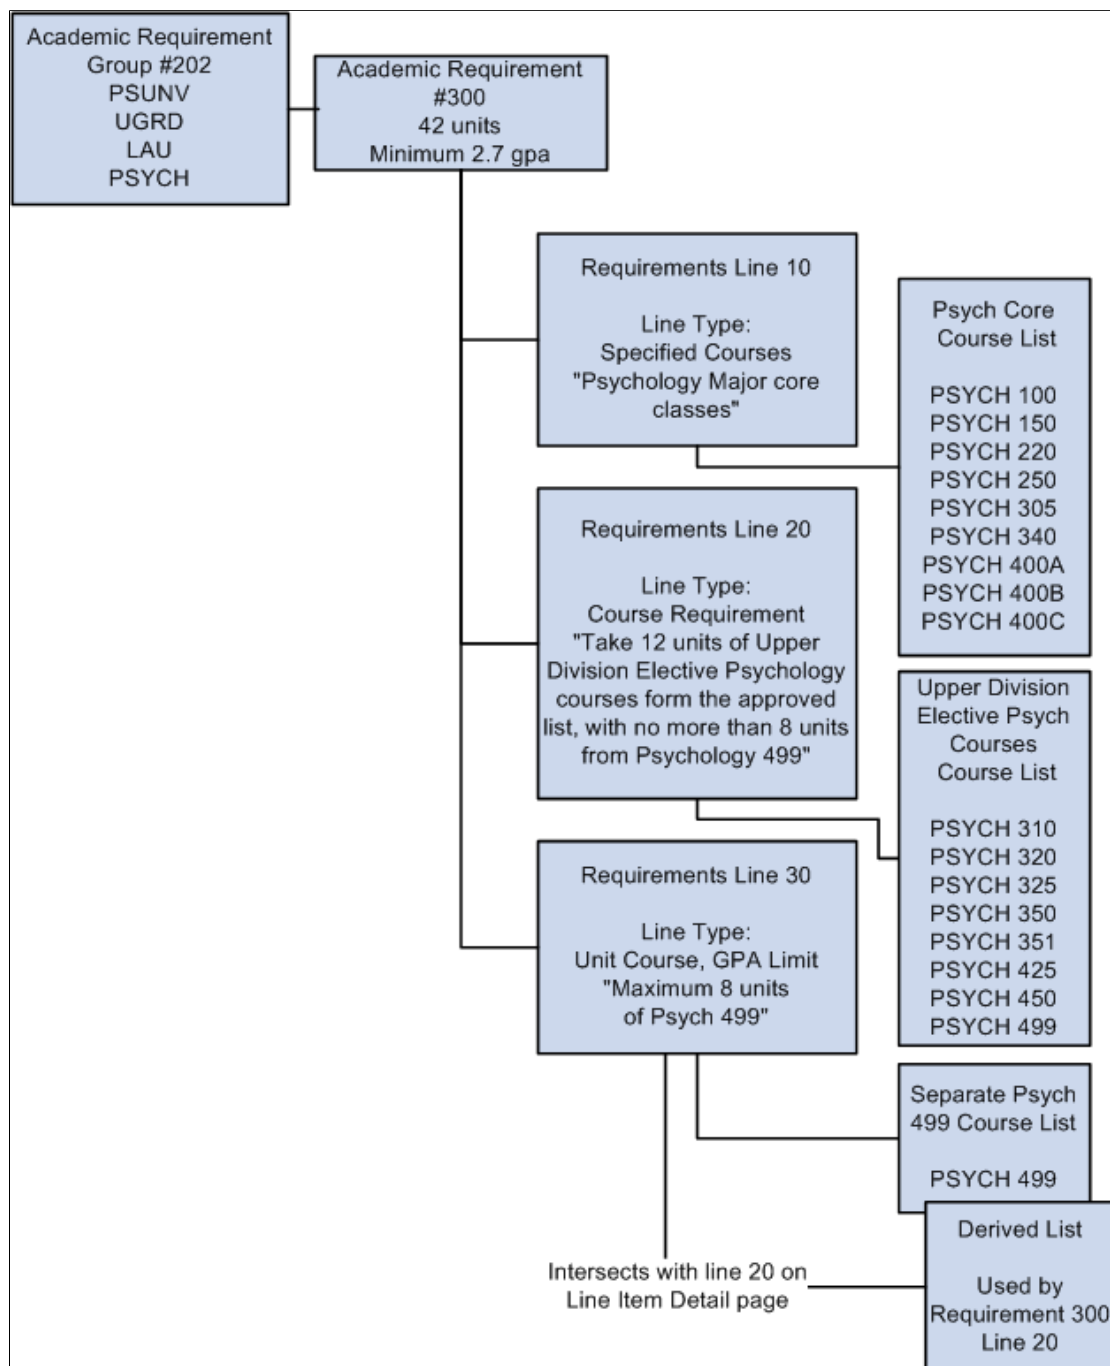 Academic Requirement
Group #202
PSUNV
UGRD
LAU
PSYCH
Academic Requirement
#300
42 units
Minimum 2.7 gpa
Requirements Line 10
Line Type:
Specified Courses
"Psychology Major core
classes"
Psych Core
Course List
PSYCH 100
PSYCH 150
PSYCH 220
PSYCH 250
PSYCH 305
PSYCH 340
PSYCH 400A
PSYCH 400B
PSYCH 400C
Requirements Line 20
Line Type:
Course Requirement
"Take 12 units of Upper
Division Elective Psychology
courses form the approved
list, with no more than 8 units
from Psychology 499"
Upper Division
Elective Psych
Courses
Course List
PSYCH 310
PSYCH 320
PSYCH 325
PSYCH 350
PSYCH 351
PSYCH 425
PSYCH 450
PSYCH 499
Requirements Line 30
Line Type:
Unit Course, GPA Limit
"Maximum 8 units
of Psych 499"
Separate Psych
499 Course List
PSYCH 499
Intersects with line 20 on
Line Item Detail page
Derived List
Used by
Requirement 300
Line 20